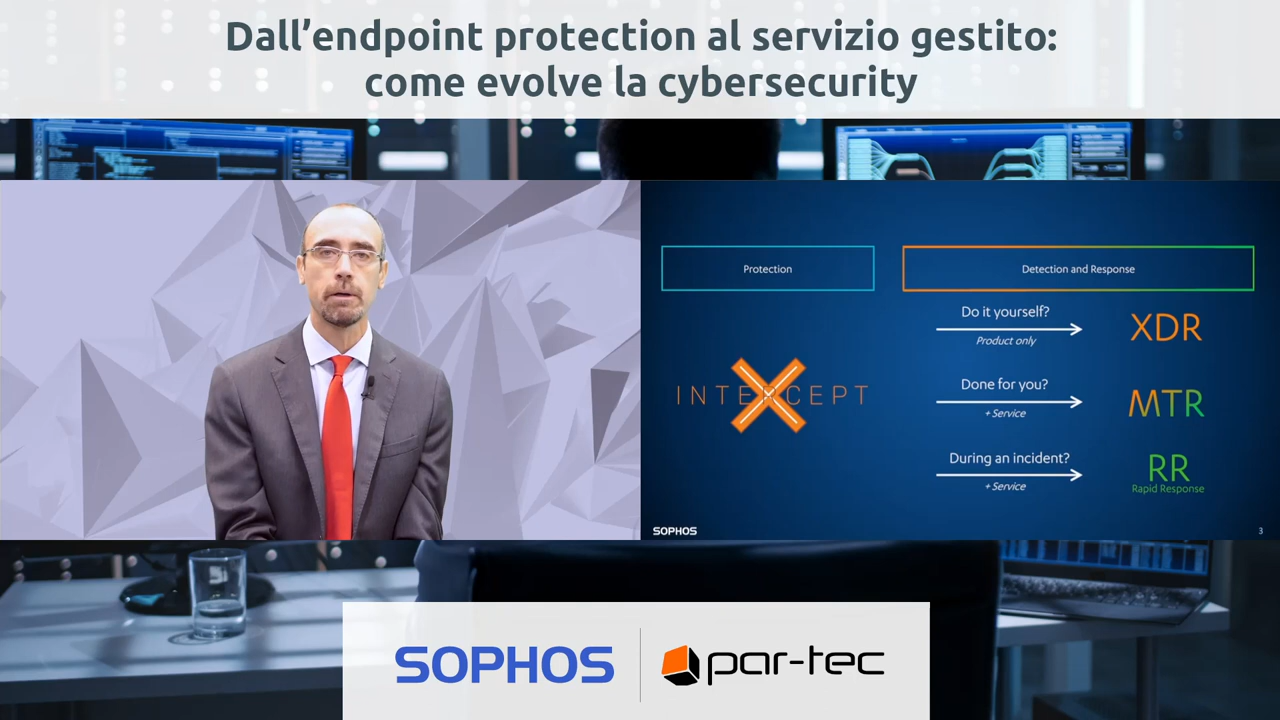 Dall'endpoint protection al servizio gestito:
come evolve la cybersecurity
Protection
Detection and Response
INTERCEPT
Do it yourself?
Product only
XDR
Done for you?
+ Service
MTR
During an incident?
+ Service
RR
Rapid Response
SOPHOS
3
SOPHOS
par-tec